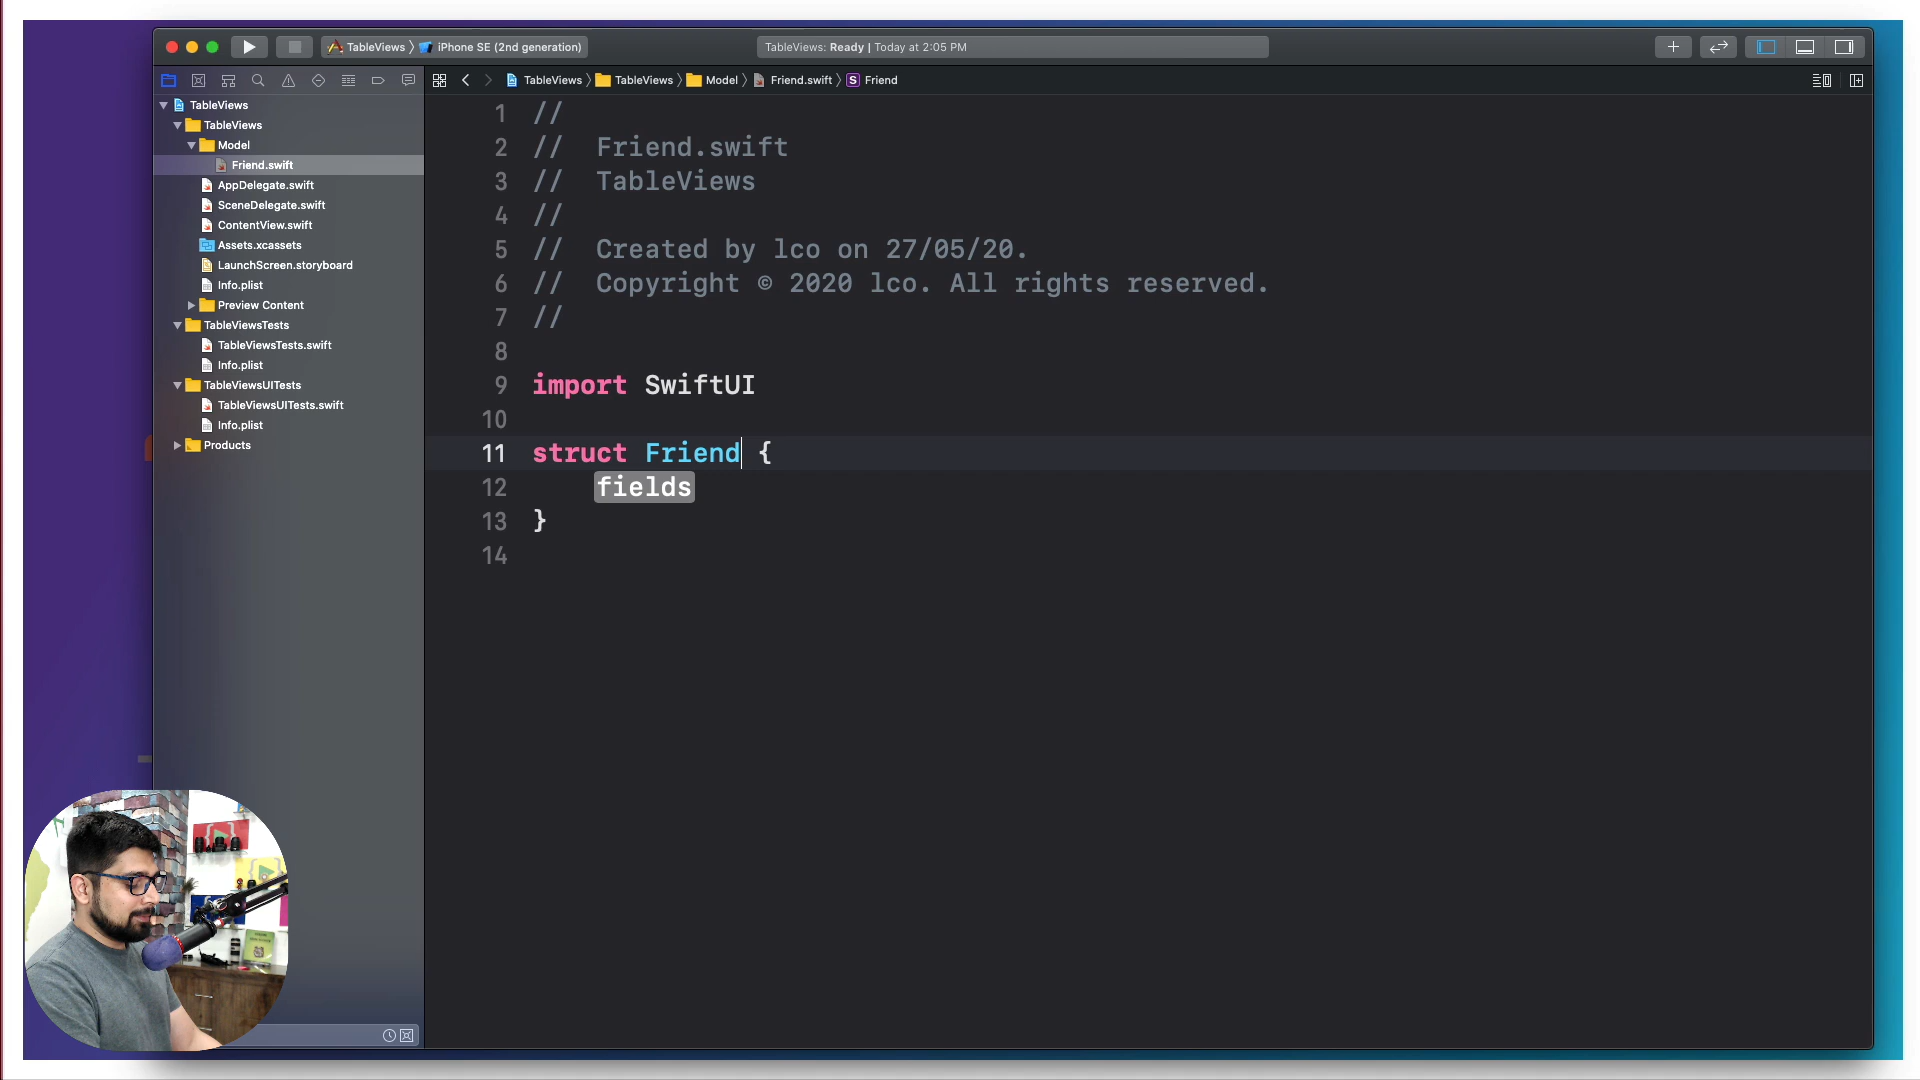 TableViews
iPhone SE (2nd generation)
TableViews: Ready | Today at 2:05 PM
TableViews
TableViews
Model
Friend.swift
Friend
TableViews
TableViews
Model
Friend.swift
AppDelegate.swift
SceneDelegate.swift
ContentView.swift
Assets.xcassets
LaunchScreen.storyboard
Info.plist
Preview Content
TableViewsTests
TableViewsTests.swift
Info.plist
TableViewsUITests
TableViewsUITests.swift
Info.plist
Products
1 //
2 // Friend.swift
3 // TableViews
4 //
5 // Created by lco on 27/05/20.
6 // Copyright © 2020 lco. All rights reserved.
7 //
8
9 import SwiftUI
10
11 struct Friend {
12 fields
13 }
14